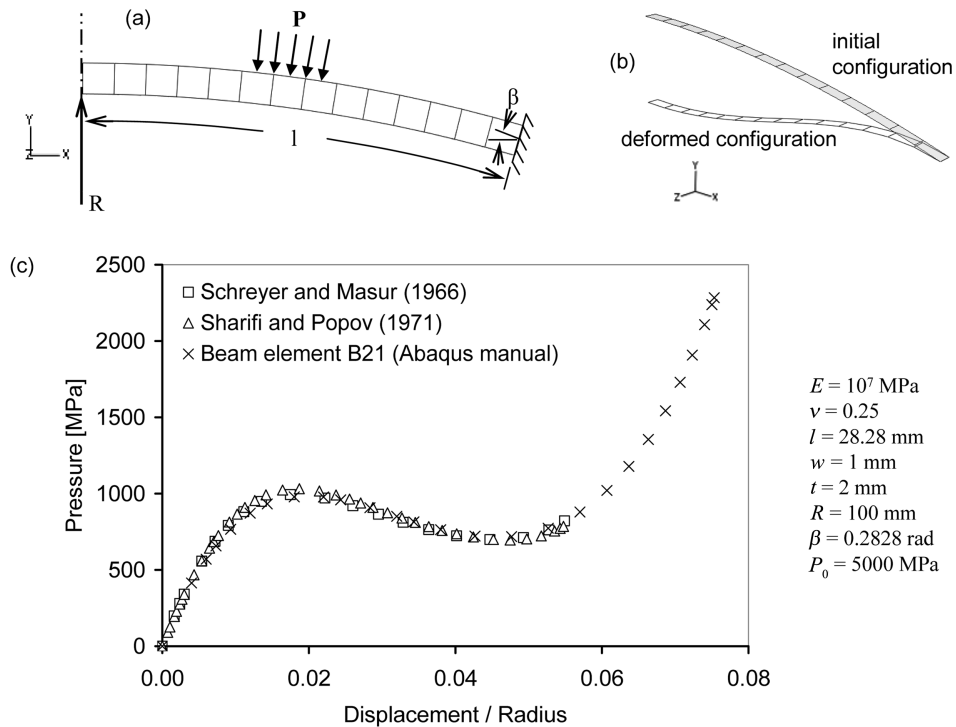 (a)
P
β
l
Y
Z
X
R
(b)
initial
configuration
deformed configuration
Y
Z
X
(c)
Pressure [MPa]
2500
2000
1500
1000
500
0
□ Schreyer and Masur (1966)
△ Sharifi and Popov (1971)
× Beam element B21 (Abaqus manual)
0.00
0.02
0.04
0.06
0.08
Displacement / Radius
E = 10⁷ MPa
ν = 0.25
l = 28.28 mm
w = 1 mm
t = 2 mm
R = 100 mm
β = 0.2828 rad
P₀ = 5000 MPa